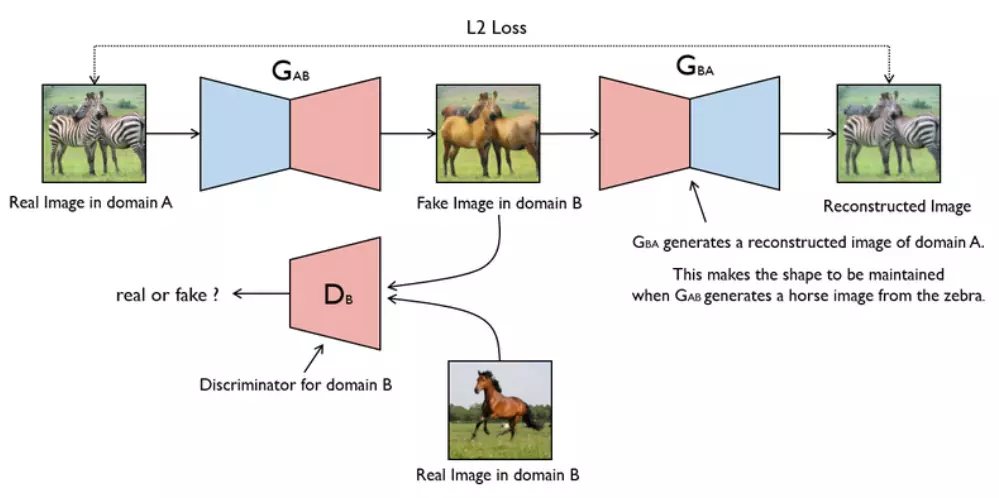 L2 Loss
GAB
GBA
Real Image in domain A
Fake Image in domain B
Reconstructed Image
GBA generates a reconstructed image of domain A.
This makes the shape to be maintained
when GAB generates a horse image from the zebra.
real or fake ?
DB
Discriminator for domain B
Real Image in domain B